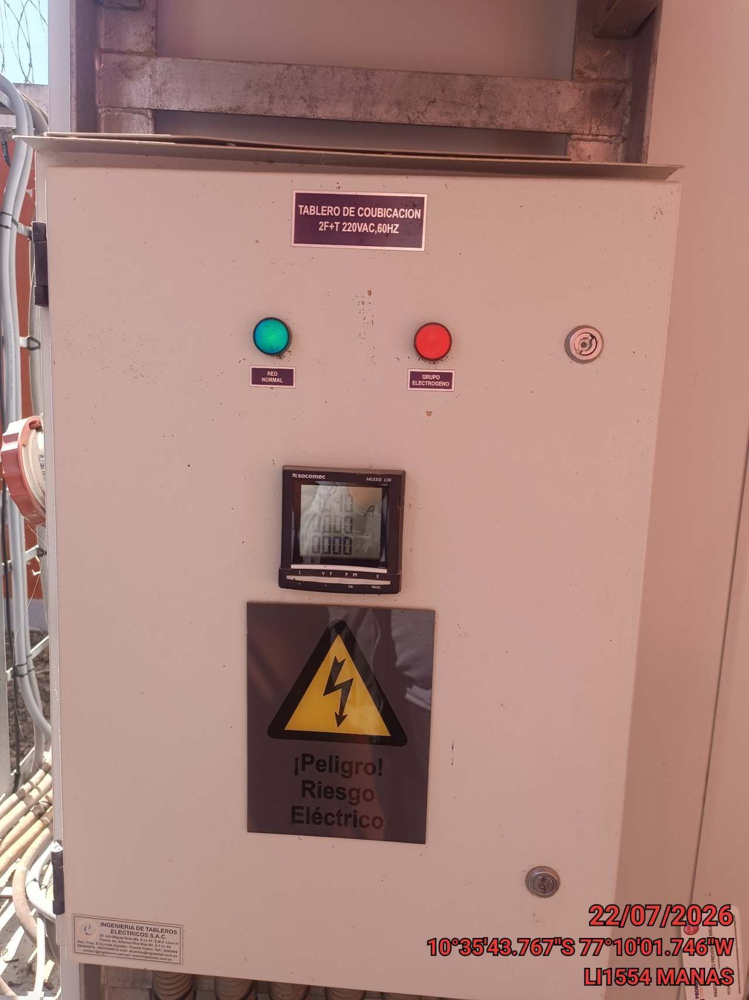 TABLERO DE COUBICACION
2F+T 220VAC,60HZ
RED
NORMAL
GRUPO
ELECTROGENO
socomec
MULTIS L50
A
0.000
0.000
I V F P PF E
OK PROG
¡Peligro!
Riesgo
Eléctrico
INGENIERIA DE TABLEROS
ELECTRICOS S.A.C.
22/07/2026
10°35'43.767"S 77°10'01.746"W
LI1554 MANAS